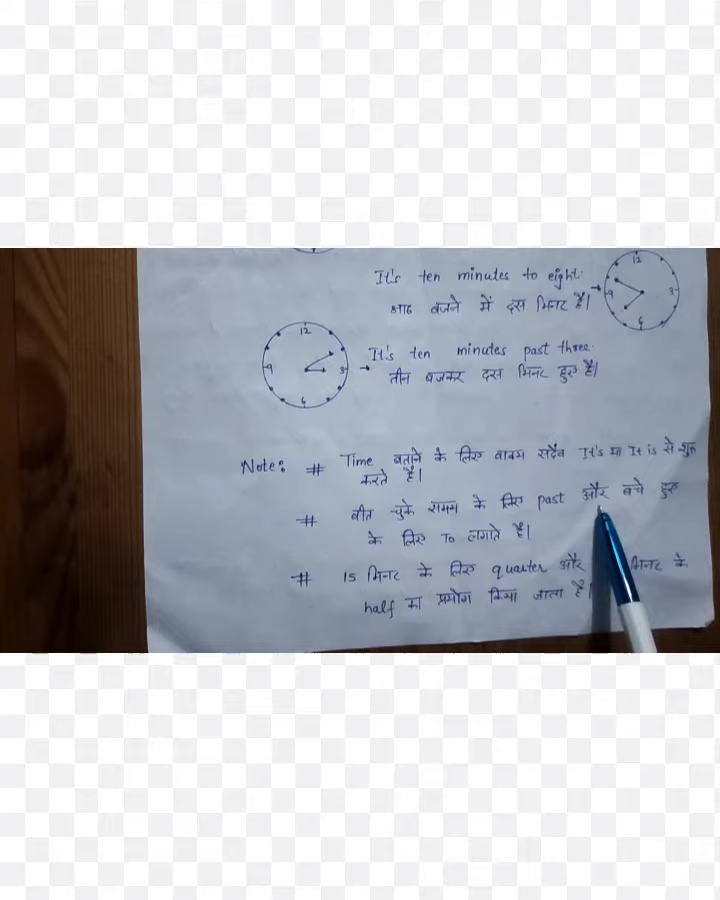 It's ten minutes to eight.
आठ बजने में दस मिनट है।
It's ten minutes past three.
तीन बजकर दस मिनट हुए हैं।
Note: # Time बताने के लिए वाक्य सदैव It's या It is से शुरू
करते है।
# बीत चुके समय के लिए past और बचे हुए
के लिए To लगाते है।
# 15 मिनट के लिए quarter और मिनट के
half का प्रयोग किया जाता है।
12
3
6
9
12
3
6
9